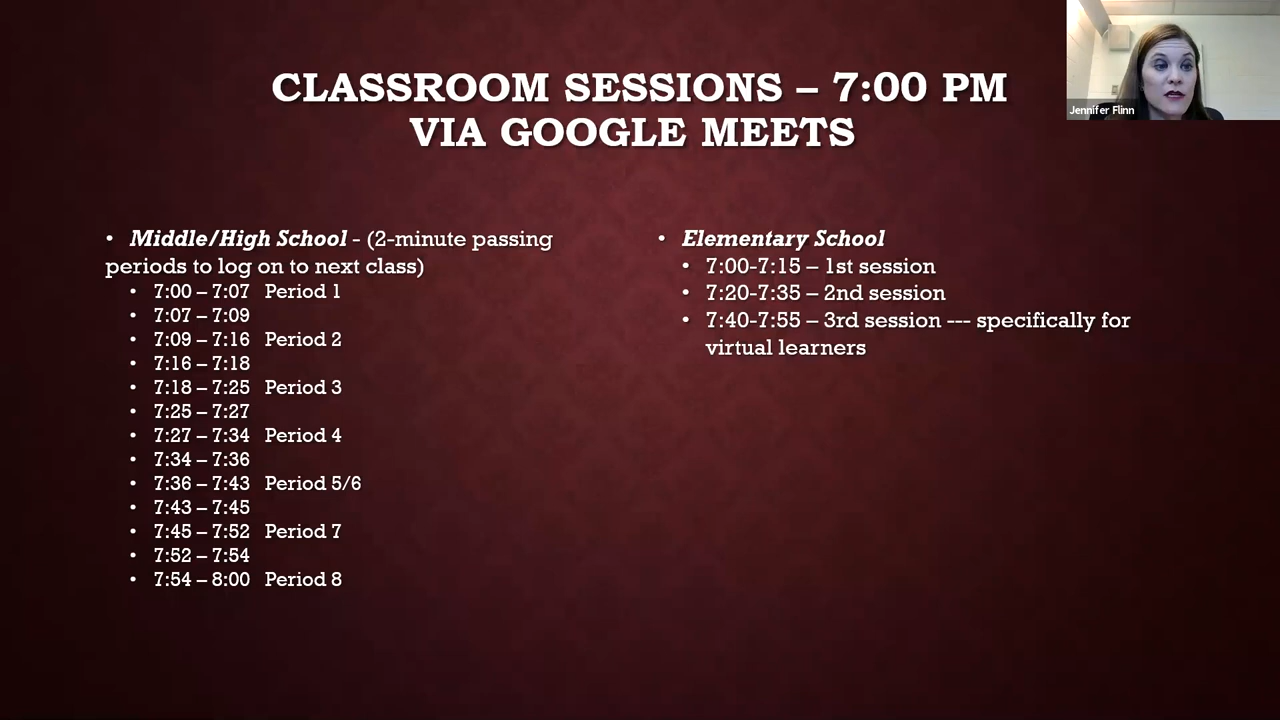 CLASSROOM SESSIONS – 7:00 PM
VIA GOOGLE MEETS
Jennifer Flinn
• Middle/High School - (2-minute passing
periods to log on to next class)
• 7:00 – 7:07 Period 1
• 7:07 – 7:09
• 7:09 – 7:16 Period 2
• 7:16 – 7:18
• 7:18 – 7:25 Period 3
• 7:25 – 7:27
• 7:27 – 7:34 Period 4
• 7:34 – 7:36
• 7:36 – 7:43 Period 5/6
• 7:43 – 7:45
• 7:45 – 7:52 Period 7
• 7:52 – 7:54
• 7:54 – 8:00 Period 8
• Elementary School
• 7:00-7:15 – 1st session
• 7:20-7:35 – 2nd session
• 7:40-7:55 – 3rd session --- specifically for
virtual learners